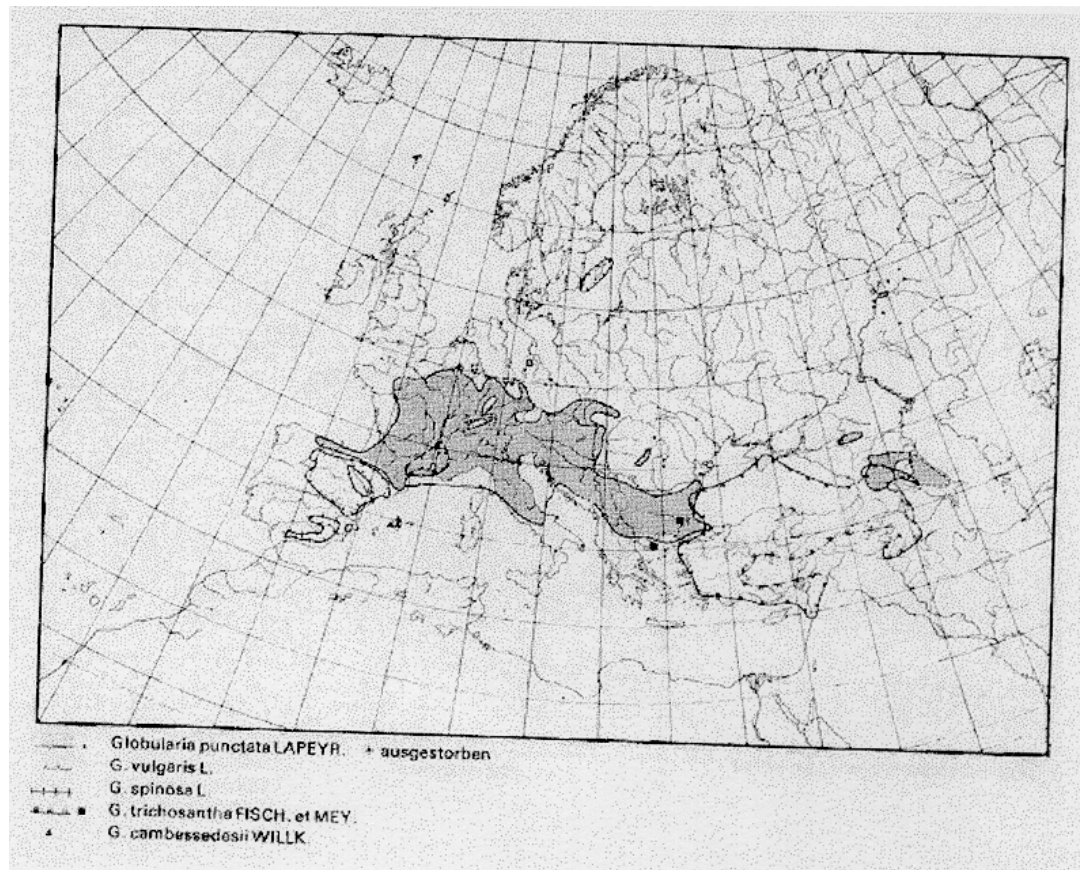 Globularia punctata LAPEYR. + ausgestorben
G. vulgaris L.
G. spinosa L
G. trichosantha FISCH. et MEY.
G. cambessedesii WILLK.